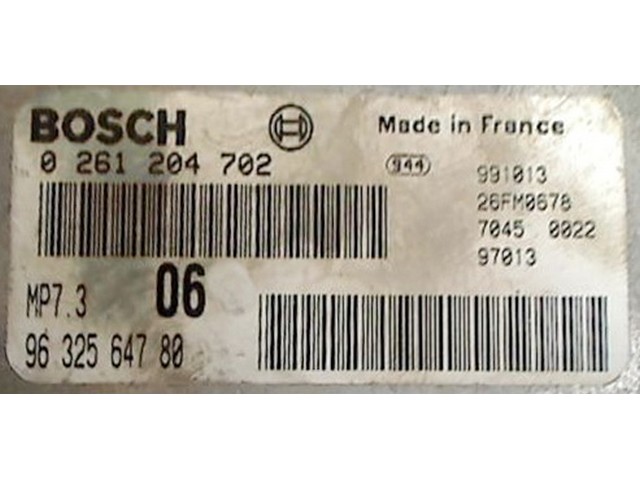 BOSCH
Made in France
0 261 204 702
944
991013
26FM0678
7045 0022
97013
MP7.3
06
96 325 647 80